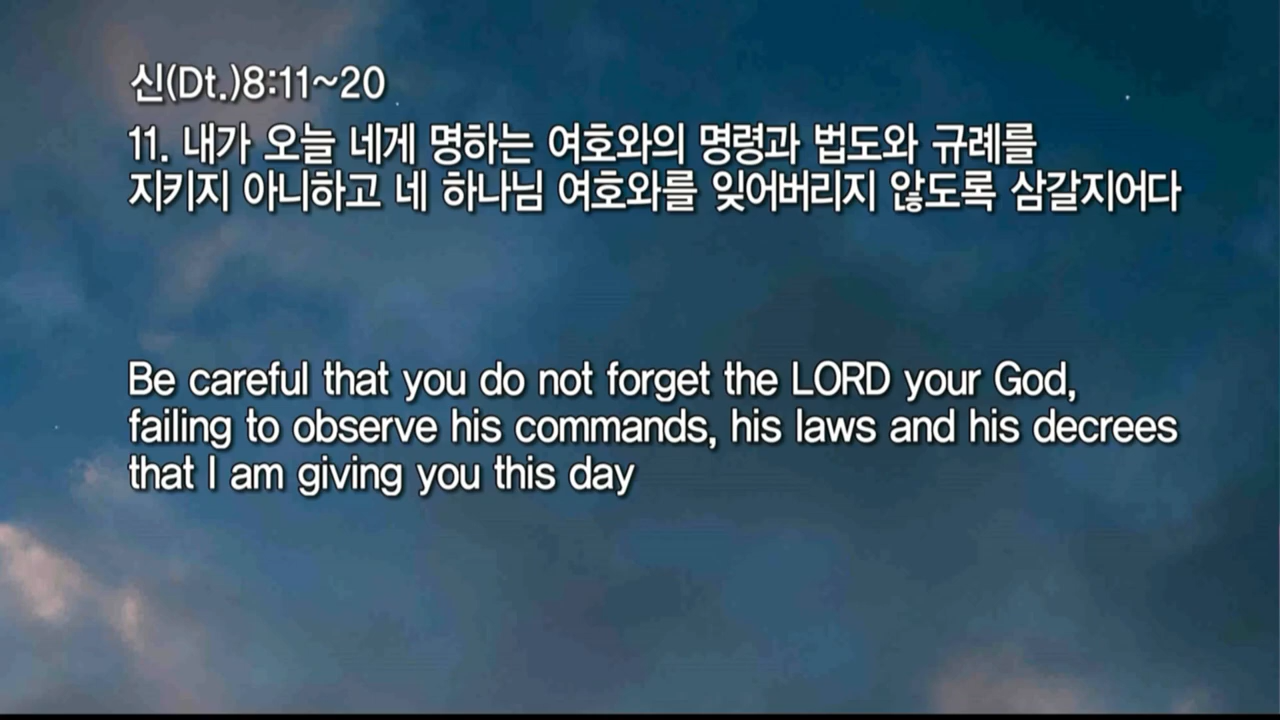 신(Dt.)8:11~20
11. 내가 오늘 네게 명하는 여호와의 명령과 법도와 규례를
지키지 아니하고 네 하나님 여호와를 잊어버리지 않도록 삼갈지어다
Be careful that you do not forget the LORD your God,
failing to observe his commands, his laws and his decrees
that I am giving you this day